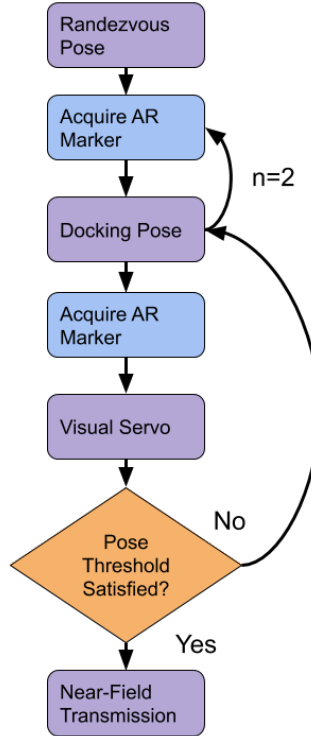 Randezvous
Pose
Acquire AR
Marker
n=2
Docking Pose
Acquire AR
Marker
Visual Servo
No
Pose
Threshold
Satisfied?
Yes
Near-Field
Transmission